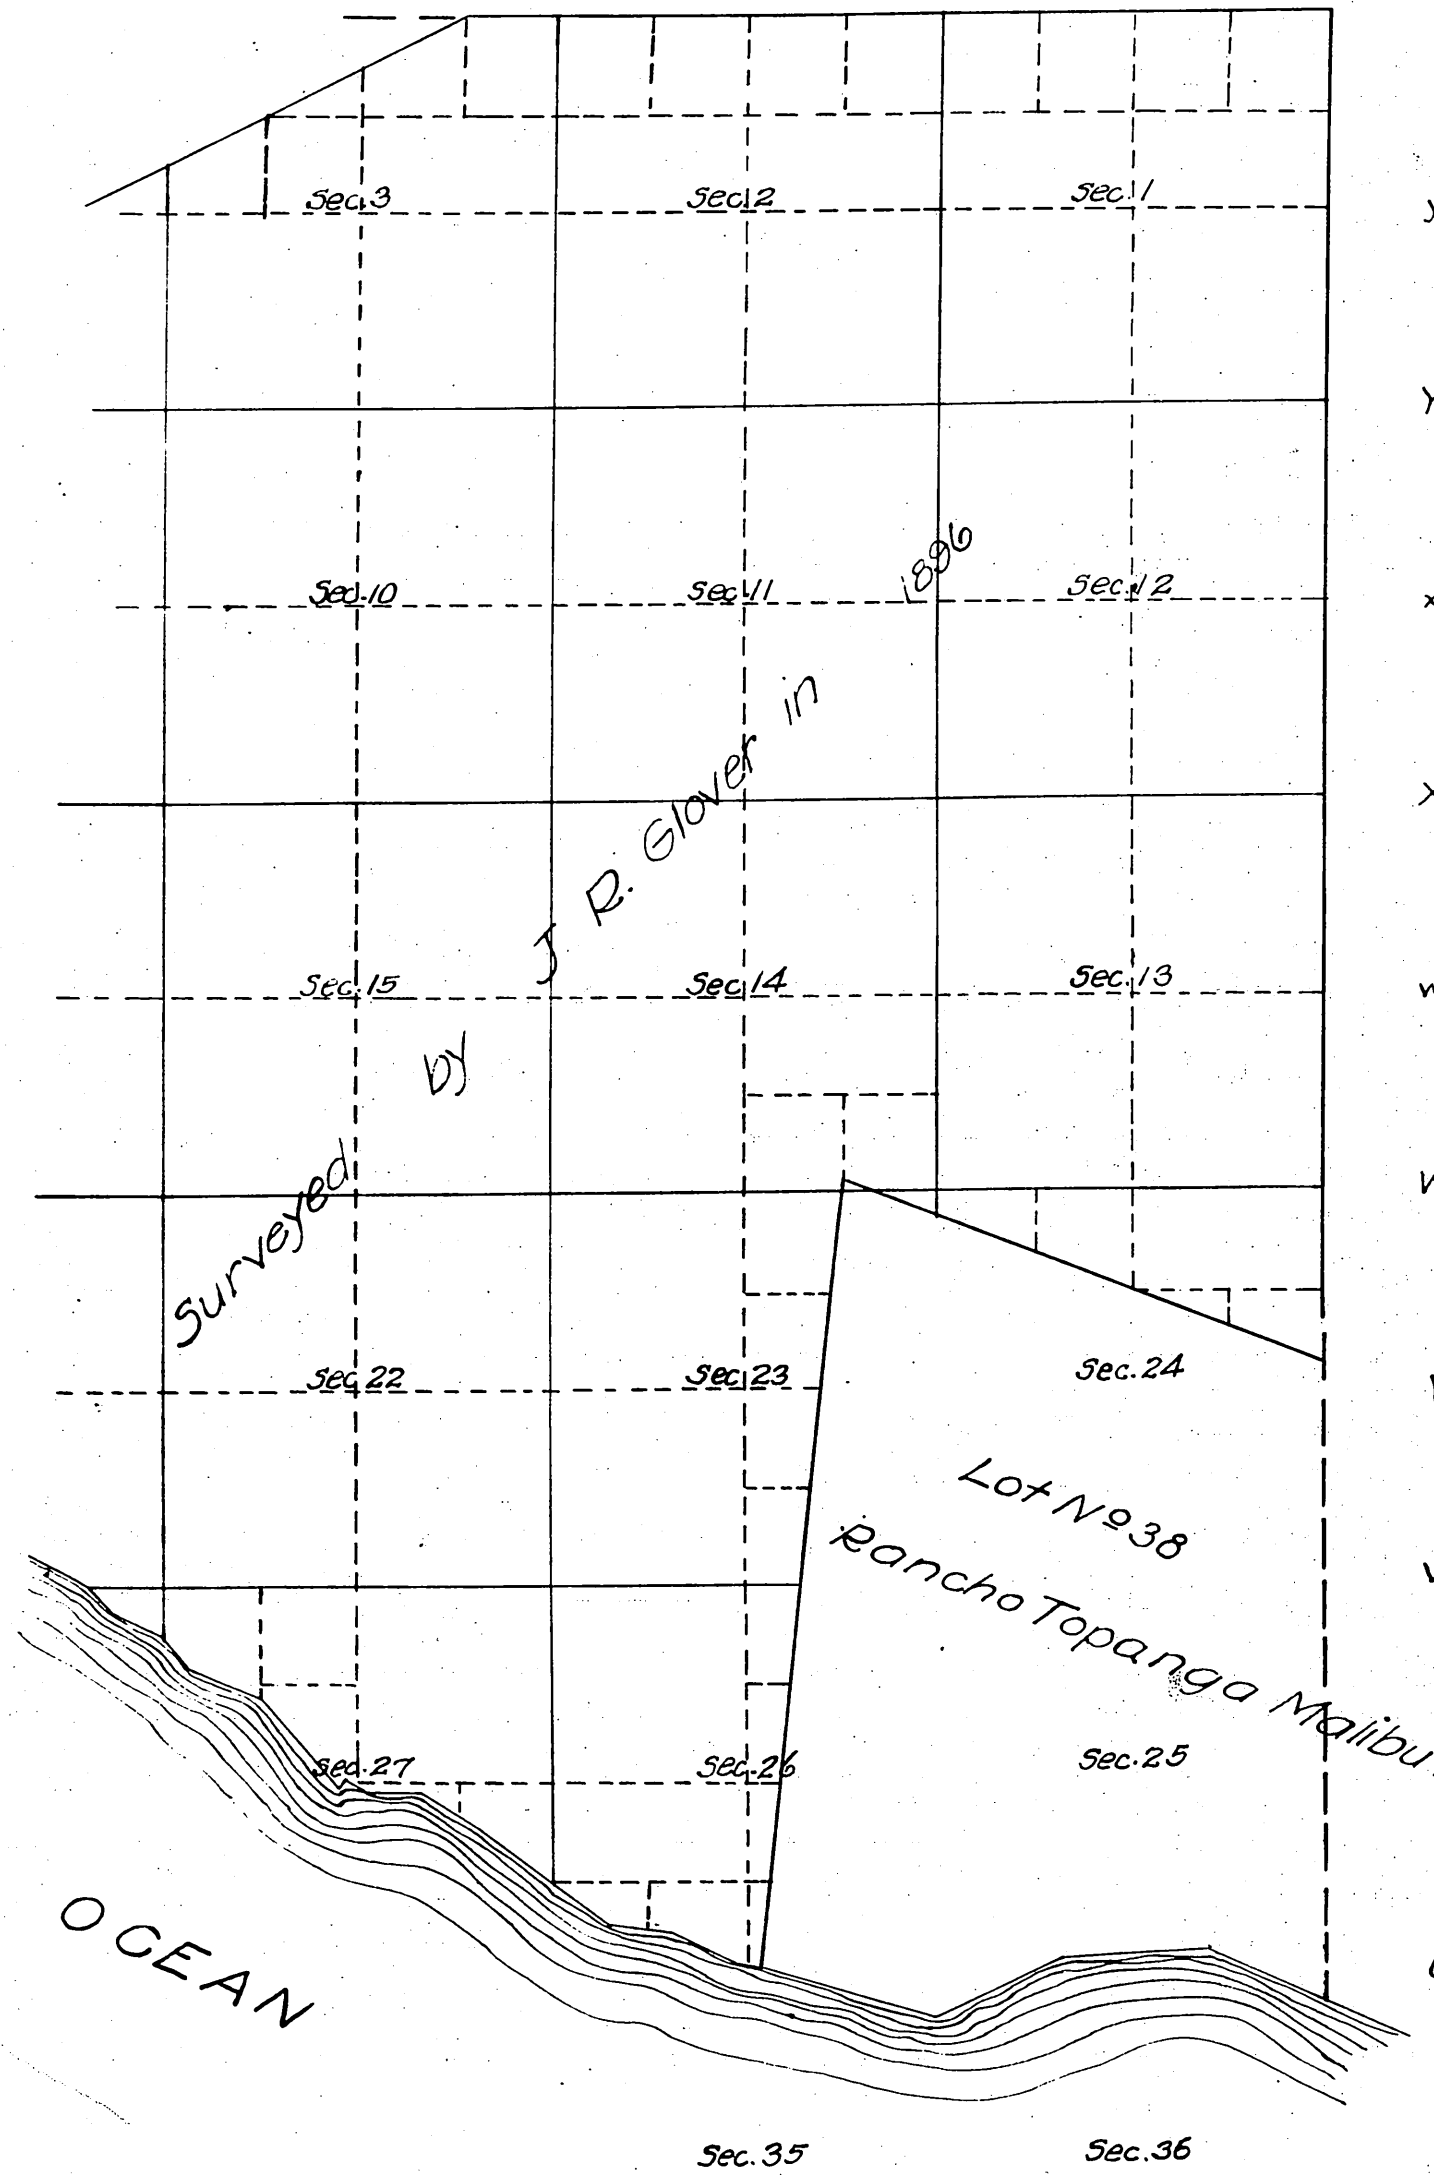 Sec.3 Sec.2 Sec.1
Sec.10 Sec.11 Sec.12
Surveyed by J R. Glover in 1896
Sec.15 Sec.14 Sec.13
Sec.22 Sec.23 Sec.24
Lot Nº 38
Rancho Topanga Malibu
Sec.27 Sec.26 Sec.25
OCEAN
Sec.35 Sec.36